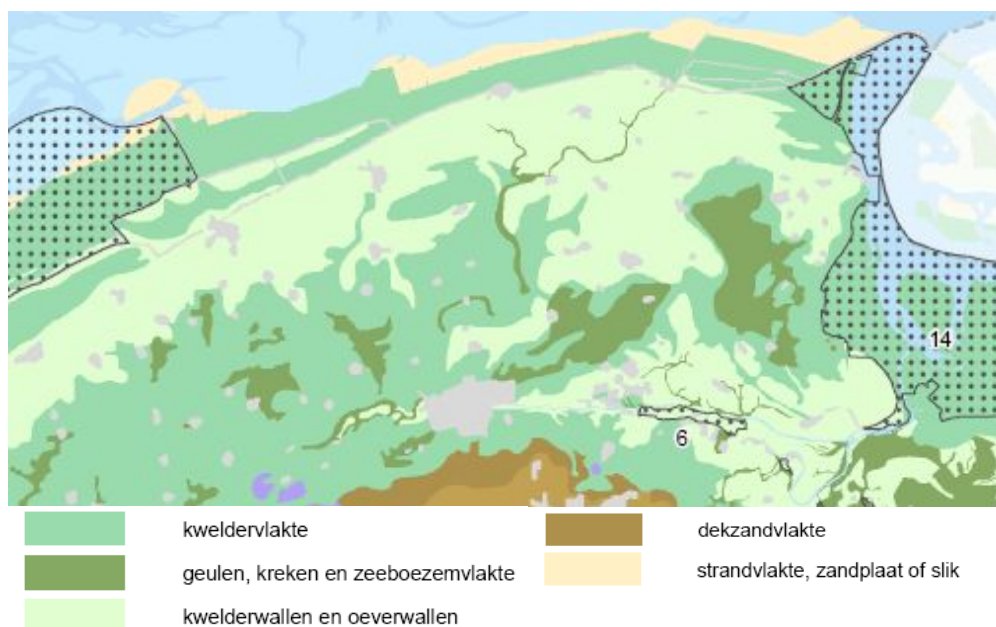 14
6
kweldervlakte
dekzandvlakte
geulen, kreken en zeeboezemvlakte
strandvlakte, zandplaat of slik
kwelderwallen en oeverwallen